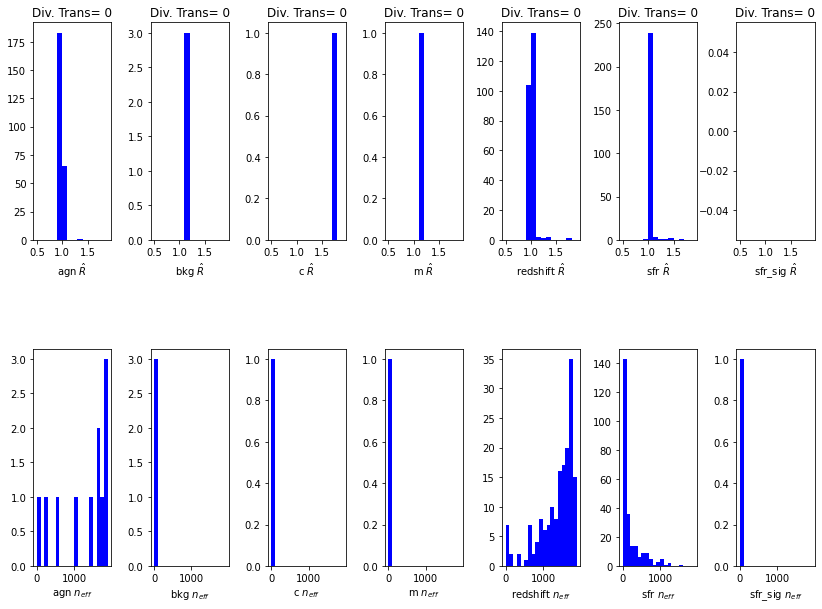 Div. Trans= 0 Div. Trans= 0 Div. Trans= 0 Div. Trans= 0 Div. Trans= 0 Div. Trans= 0 Div. Trans= 0
175 3.0 1.0 1.0 140 250 0.04
150 2.5 0.8 0.8 120 200 0.02
125 2.0 0.6 0.6 100 150 0.00
100 1.5 0.4 0.4 80 100 −0.02
75 1.0 0.2 0.2 60 50 −0.04
50 0.5 0.0 0.0 40 0
25 0.0 20
0 0
0.5 1.0 1.5 0.5 1.0 1.5 0.5 1.0 1.5 0.5 1.0 1.5 0.5 1.0 1.5 0.5 1.0 1.5 0.5 1.0 1.5
agn R̂ bkg R̂ c R̂ m R̂ redshift R̂ sfr R̂ sfr_sig R̂
3.0 3.0 1.0 1.0 35 140 1.0
2.5 2.5 0.8 0.8 30 120 0.8
2.0 2.0 0.6 0.6 25 100 0.6
1.5 1.5 0.4 0.4 20 80 0.4
1.0 1.0 0.2 0.2 15 60 0.2
0.5 0.5 0.0 0.0 10 40 0.0
0.0 0.0 5 20
0 0
0 1000 0 1000 0 1000 0 1000 0 1000 0 1000 0 1000
agn n_eff bkg n_eff c n_eff m n_eff redshift n_eff sfr n_eff sfr_sig n_eff